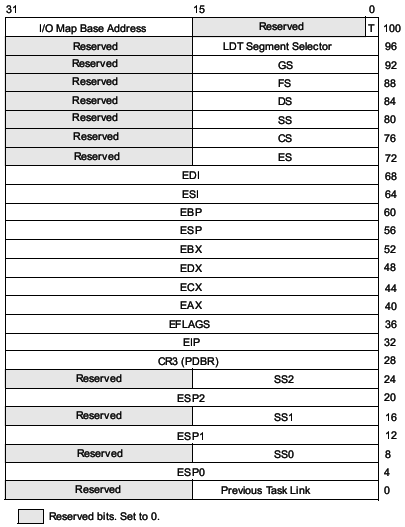 31 15 0
I/O Map Base Address Reserved T 100
Reserved LDT Segment Selector 96
Reserved GS 92
Reserved FS 88
Reserved DS 84
Reserved SS 80
Reserved CS 76
Reserved ES 72
EDI 68
ESI 64
EBP 60
ESP 56
EBX 52
EDX 48
ECX 44
EAX 40
EFLAGS 36
EIP 32
CR3 (PDBR) 28
Reserved SS2 24
ESP2 20
Reserved SS1 16
ESP1 12
Reserved SS0 8
ESP0 4
Reserved Previous Task Link 0
Reserved bits. Set to 0.